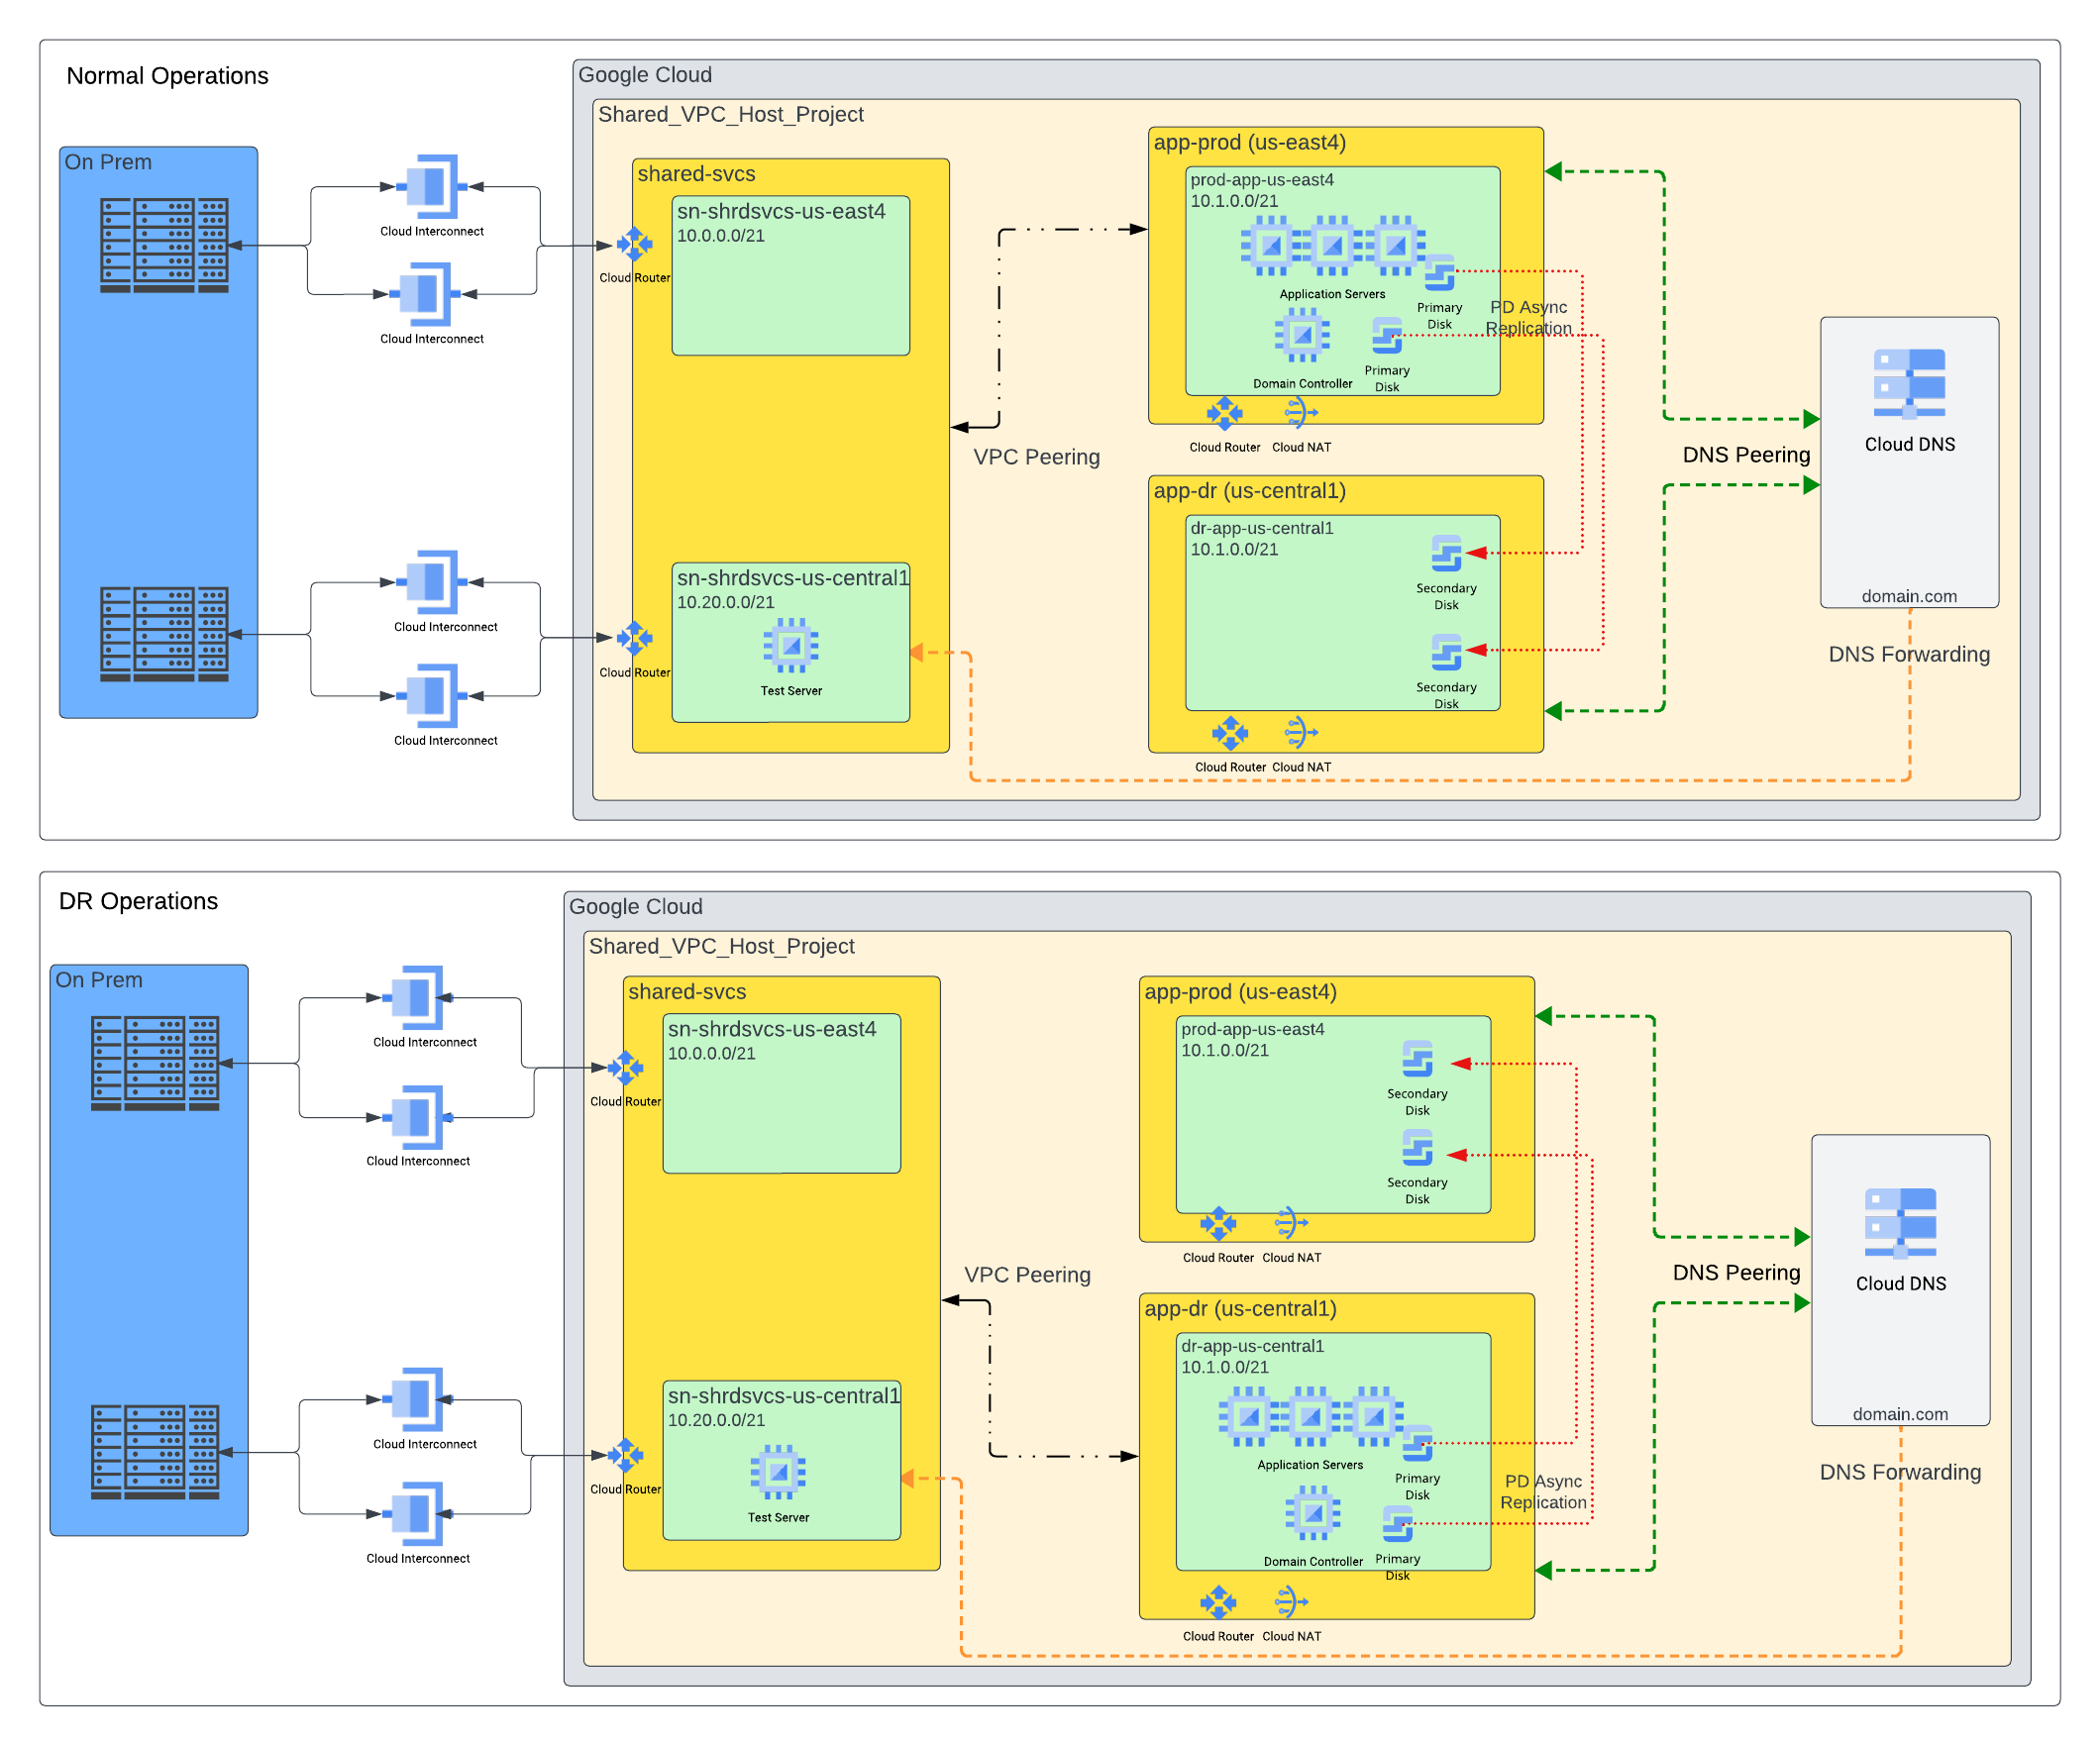 Normal Operations
Google Cloud
Shared_VPC_Host_Project
On Prem
Cloud Interconnect
Cloud Interconnect
Cloud Interconnect
Cloud Interconnect
shared-svcs
sn-shrdsvcs-us-east4
10.0.0.0/21
Cloud Router
sn-shrdsvcs-us-central1
10.20.0.0/21
Test Server
Cloud Router
VPC Peering
app-prod (us-east4)
prod-app-us-east4
10.1.0.0/21
Application Servers
Primary
Disk
Domain Controller
Primary
Disk
PD Async
Replication
Cloud Router
Cloud NAT
app-dr (us-central1)
dr-app-us-central1
10.1.0.0/21
Secondary
Disk
Secondary
Disk
Cloud Router
Cloud NAT
DNS Peering
Cloud DNS
domain.com
DNS Forwarding
DR Operations
Google Cloud
Shared_VPC_Host_Project
On Prem
Cloud Interconnect
Cloud Interconnect
Cloud Interconnect
Cloud Interconnect
shared-svcs
sn-shrdsvcs-us-east4
10.0.0.0/21
Cloud Router
sn-shrdsvcs-us-central1
10.20.0.0/21
Test Server
Cloud Router
VPC Peering
app-prod (us-east4)
prod-app-us-east4
10.1.0.0/21
Secondary
Disk
Secondary
Disk
Cloud Router
Cloud NAT
app-dr (us-central1)
dr-app-us-central1
10.1.0.0/21
Application Servers
Primary
Disk
Domain Controller
Primary
Disk
PD Async
Replication
Cloud Router
Cloud NAT
DNS Peering
Cloud DNS
domain.com
DNS Forwarding